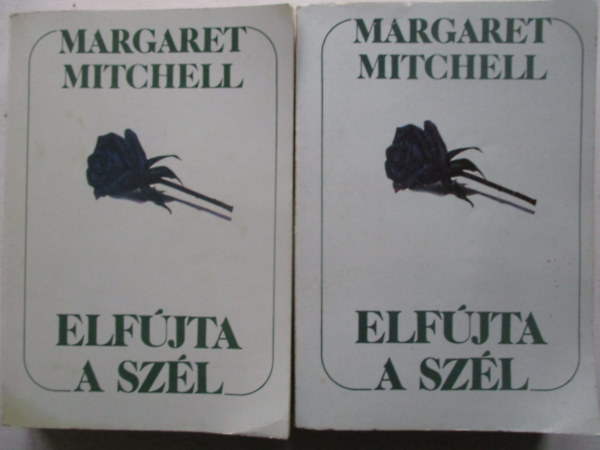 MARGARET
MITCHELL
ELFÚJTA
A SZÉL
MARGARET
MITCHELL
ELFÚJTA
A SZÉL